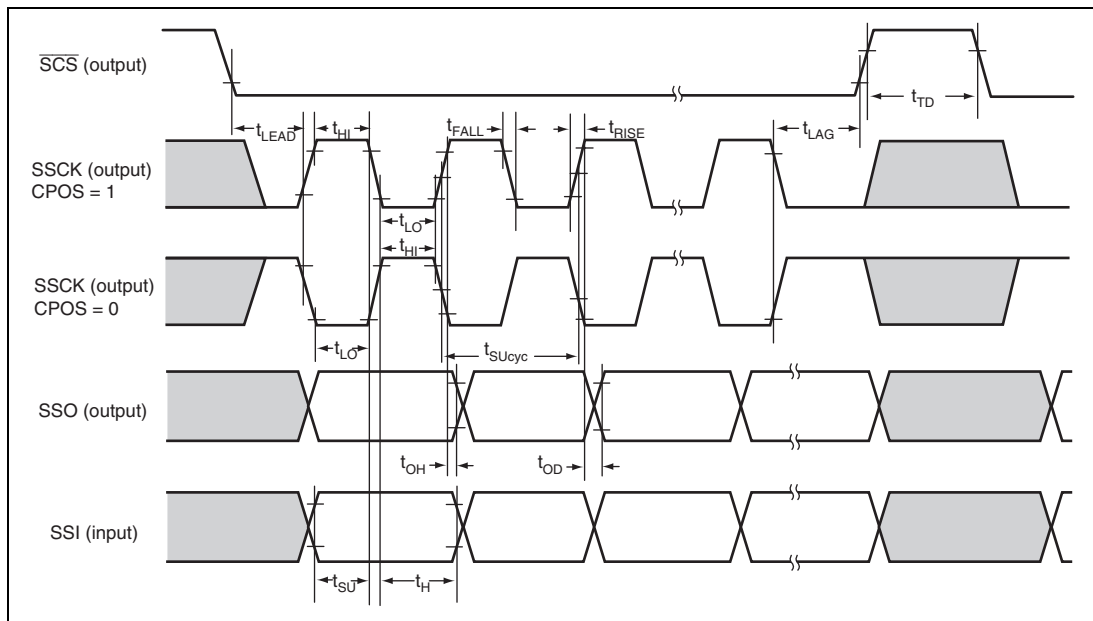 SCS (output)
tTD
tLEAD
tHI
tFALL
tRISE
tLAG
SSCK (output)
CPOS = 1
tLO
tHI
SSCK (output)
CPOS = 0
tLO
tSUcyc
SSO (output)
tOH
tOD
SSI (input)
tSU
tH